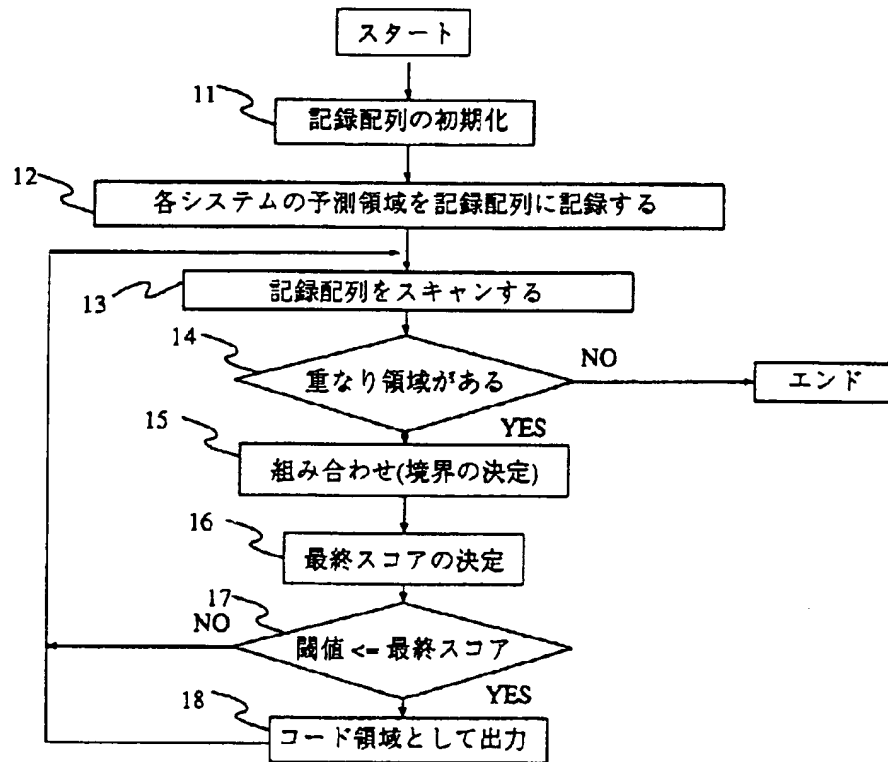 スタート
11
記録配列の初期化
12
各システムの予測領域を記録配列に記録する
13
記録配列をスキャンする
14
重なり領域がある
NO
エンド
YES
15
組み合わせ(境界の決定)
16
最終スコアの決定
17
NO
閾値 <= 最終スコア
YES
18
コード領域として出力